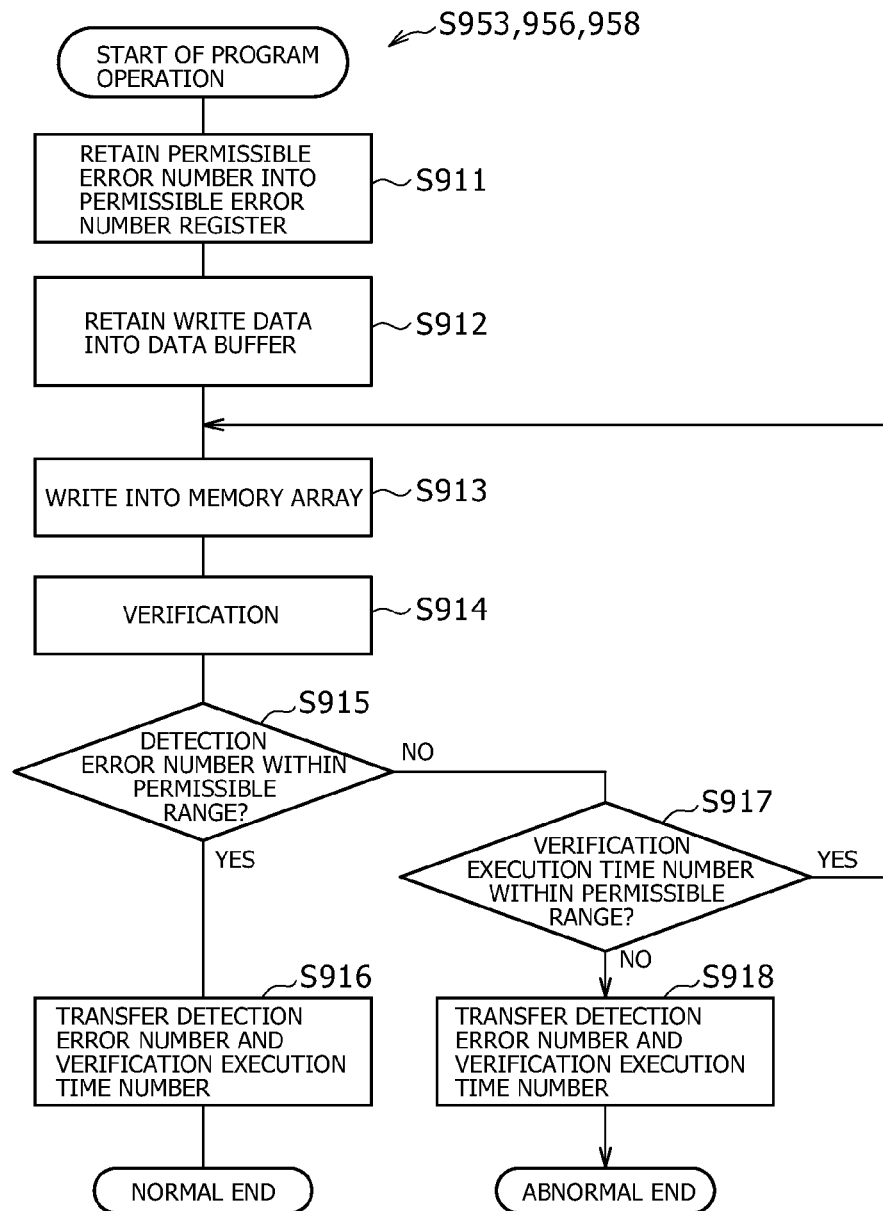 S953,956,958
START OF PROGRAM
OPERATION
RETAIN PERMISSIBLE
ERROR NUMBER INTO
PERMISSIBLE ERROR
NUMBER REGISTER
S911
RETAIN WRITE DATA
INTO DATA BUFFER
S912
WRITE INTO MEMORY ARRAY
S913
VERIFICATION
S914
S915
DETECTION
ERROR NUMBER WITHIN
PERMISSIBLE
RANGE?
NO
YES
S917
VERIFICATION
EXECUTION TIME NUMBER
WITHIN PERMISSIBLE
RANGE?
YES
NO
S916
TRANSFER DETECTION
ERROR NUMBER AND
VERIFICATION EXECUTION
TIME NUMBER
S918
TRANSFER DETECTION
ERROR NUMBER AND
VERIFICATION EXECUTION
TIME NUMBER
NORMAL END
ABNORMAL END